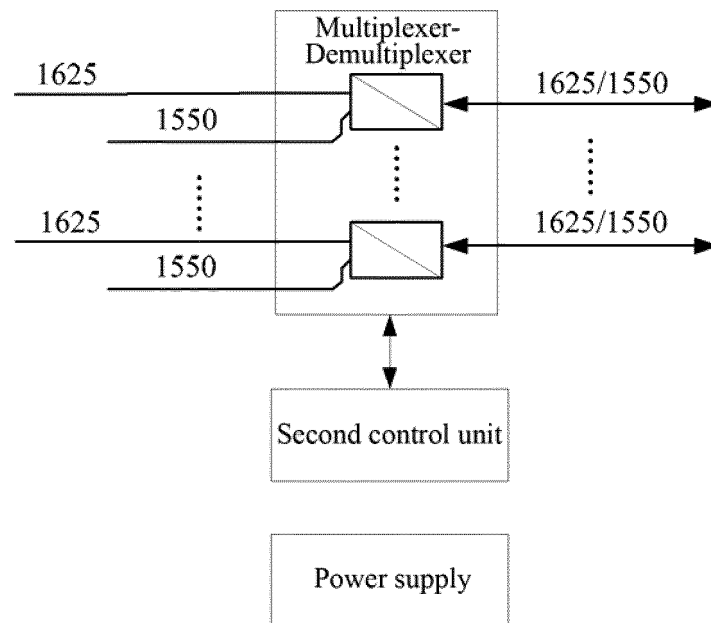 Multiplexer-
Demultiplexer
1625
1625/1550
1550
1625
1625/1550
1550
Second control unit
Power supply